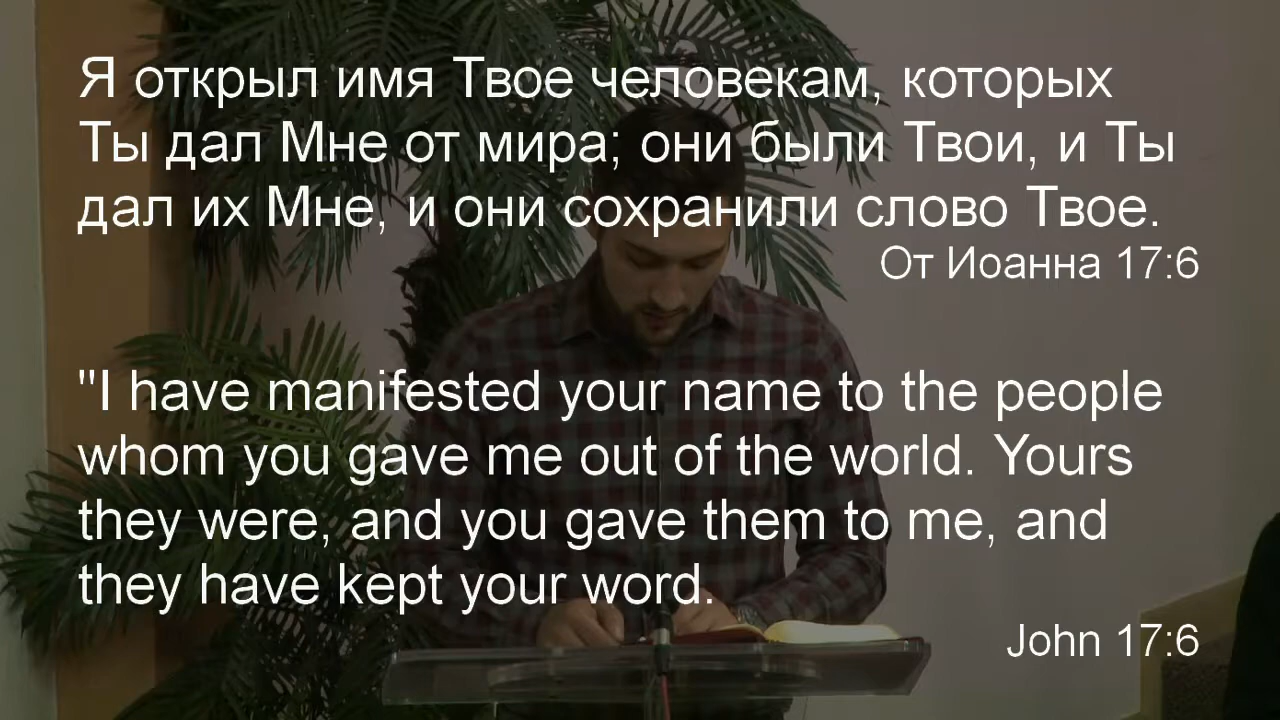 Я открыл имя Твое человекам, которых
Ты дал Мне от мира; они были Твои, и Ты
дал их Мне, и они сохранили слово Твое.
От Иоанна 17:6
"I have manifested your name to the people
whom you gave me out of the world. Yours
they were, and you gave them to me, and
they have kept your word.
John 17:6